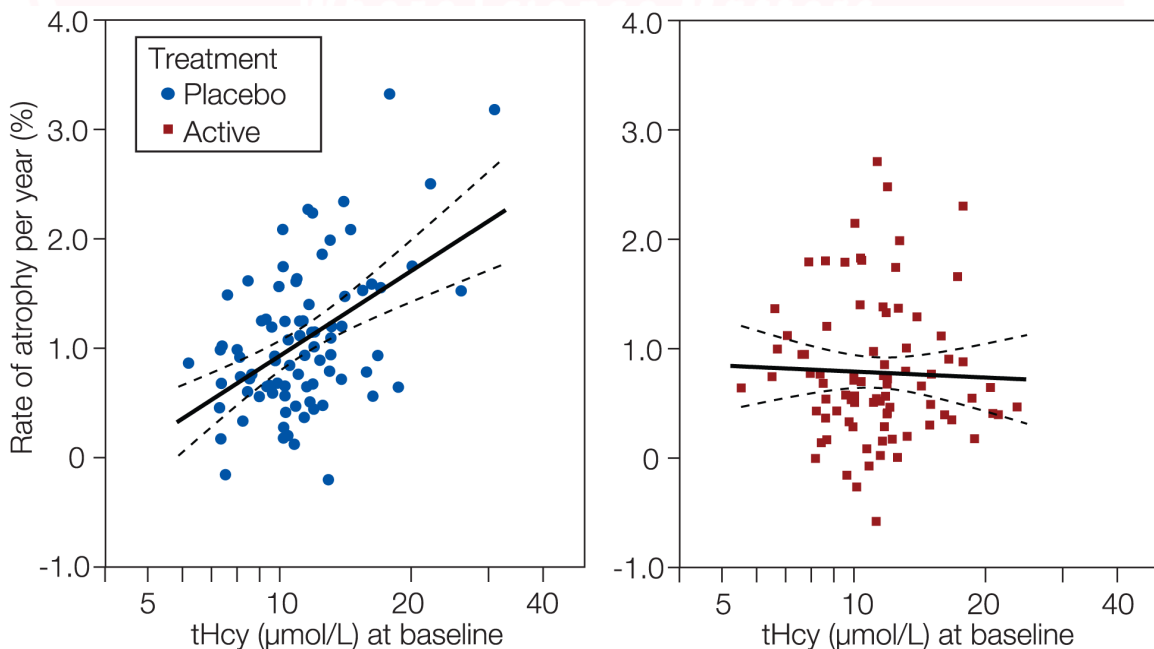 4.0
3.0
2.0
1.0
0
-1.0
Rate of atrophy per year (%)
Treatment
Placebo
Active
5 10 20 40
tHcy (µmol/L) at baseline
4.0
3.0
2.0
1.0
0
-1.0
5 10 20 40
tHcy (µmol/L) at baseline